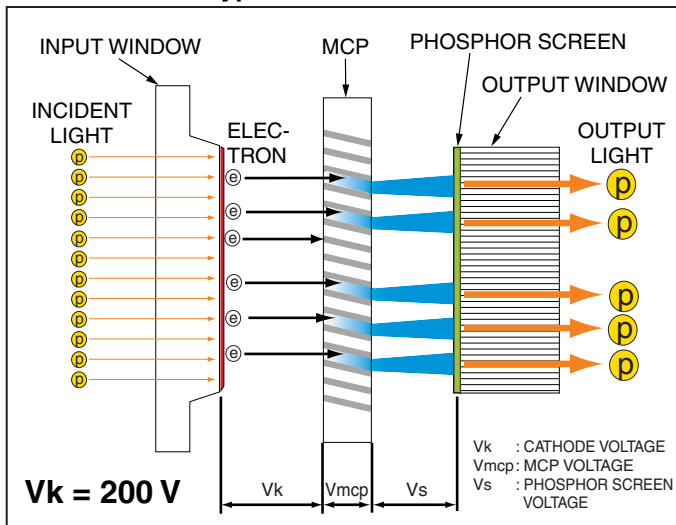 INPUT WINDOW
MCP
PHOSPHOR SCREEN
OUTPUT WINDOW
INCIDENT
LIGHT
ELEC-
TRON
OUTPUT
LIGHT
p
p
p
p
p
p
p
p
p
p
p
p
e
e
e
e
e
e
p
p
p
p
p
Vk = 200 V
Vk
Vmcp
Vs
Vk : CATHODE VOLTAGE
Vmcp : MCP VOLTAGE
Vs : PHOSPHOR SCREEN
VOLTAGE